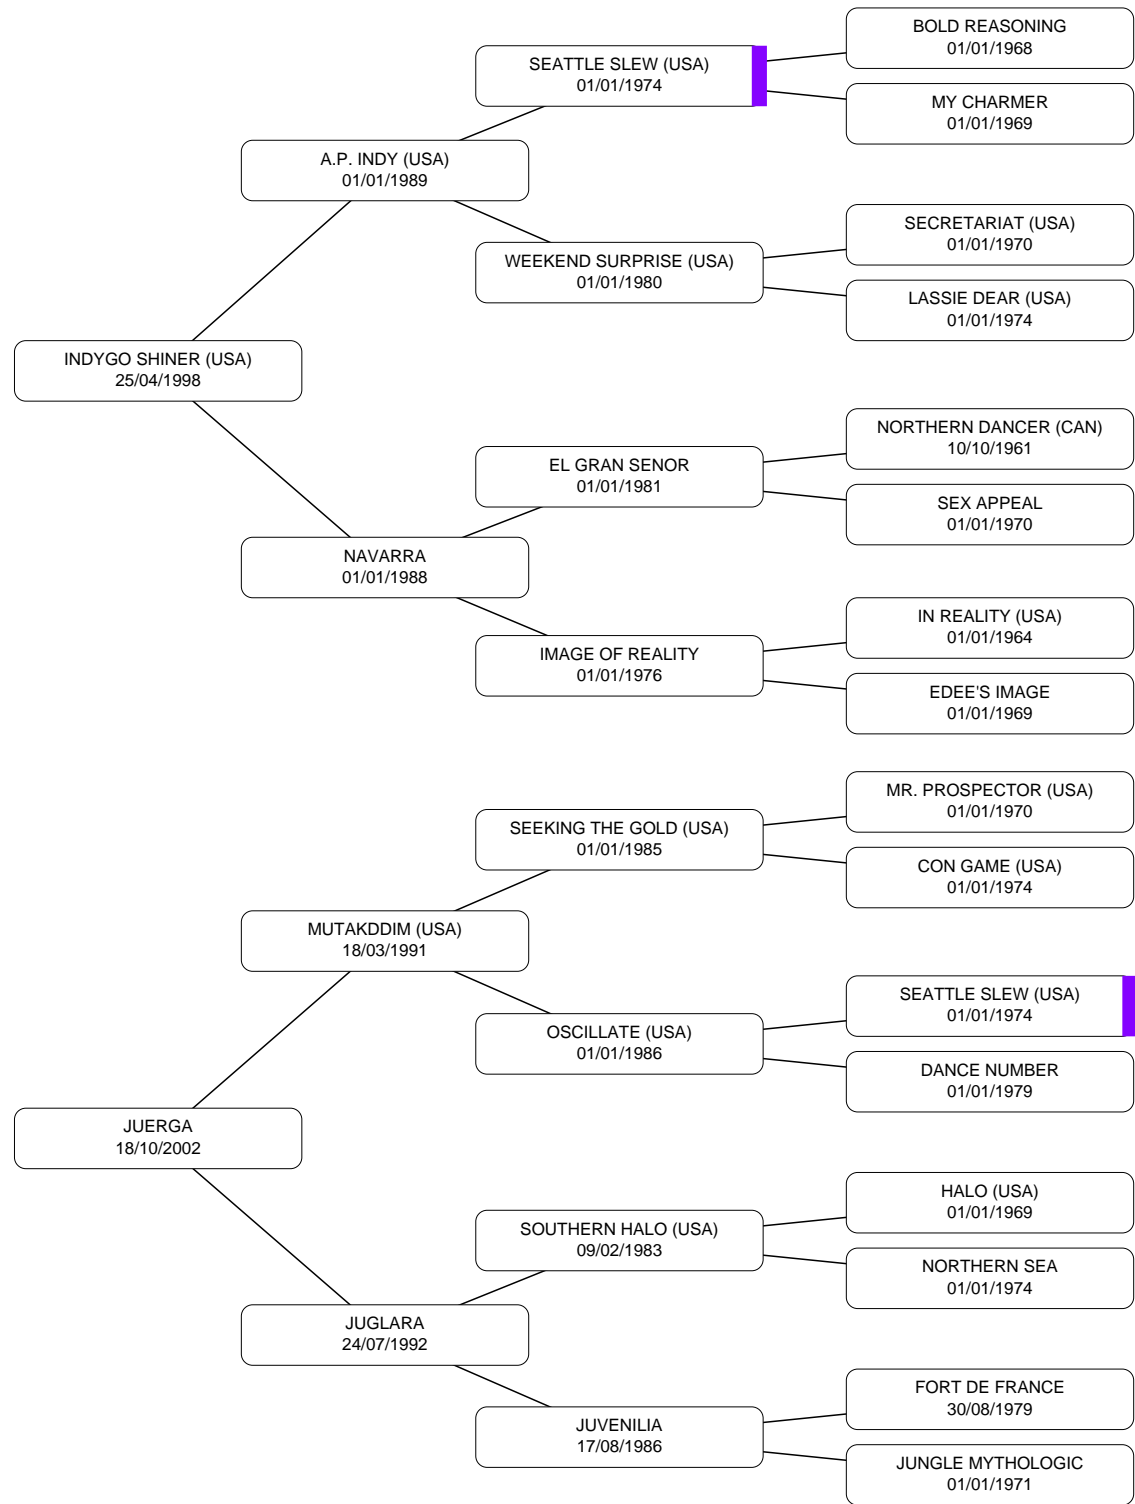 BOLD REASONING
01/01/1968
SEATTLE SLEW (USA)
01/01/1974
MY CHARMER
01/01/1969
A.P. INDY (USA)
01/01/1989
SECRETARIAT (USA)
01/01/1970
WEEKEND SURPRISE (USA)
01/01/1980
LASSIE DEAR (USA)
01/01/1974
INDYGO SHINER (USA)
25/04/1998
NORTHERN DANCER (CAN)
10/10/1961
EL GRAN SENOR
01/01/1981
SEX APPEAL
01/01/1970
NAVARRA
01/01/1988
IN REALITY (USA)
01/01/1964
IMAGE OF REALITY
01/01/1976
EDEE'S IMAGE
01/01/1969
MR. PROSPECTOR (USA)
01/01/1970
SEEKING THE GOLD (USA)
01/01/1985
CON GAME (USA)
01/01/1974
MUTAKDDIM (USA)
18/03/1991
SEATTLE SLEW (USA)
01/01/1974
OSCILLATE (USA)
01/01/1986
DANCE NUMBER
01/01/1979
JUERGA
18/10/2002
HALO (USA)
01/01/1969
SOUTHERN HALO (USA)
09/02/1983
NORTHERN SEA
01/01/1974
JUGLARA
24/07/1992
FORT DE FRANCE
30/08/1979
JUVENILIA
17/08/1986
JUNGLE MYTHOLOGIC
01/01/1971